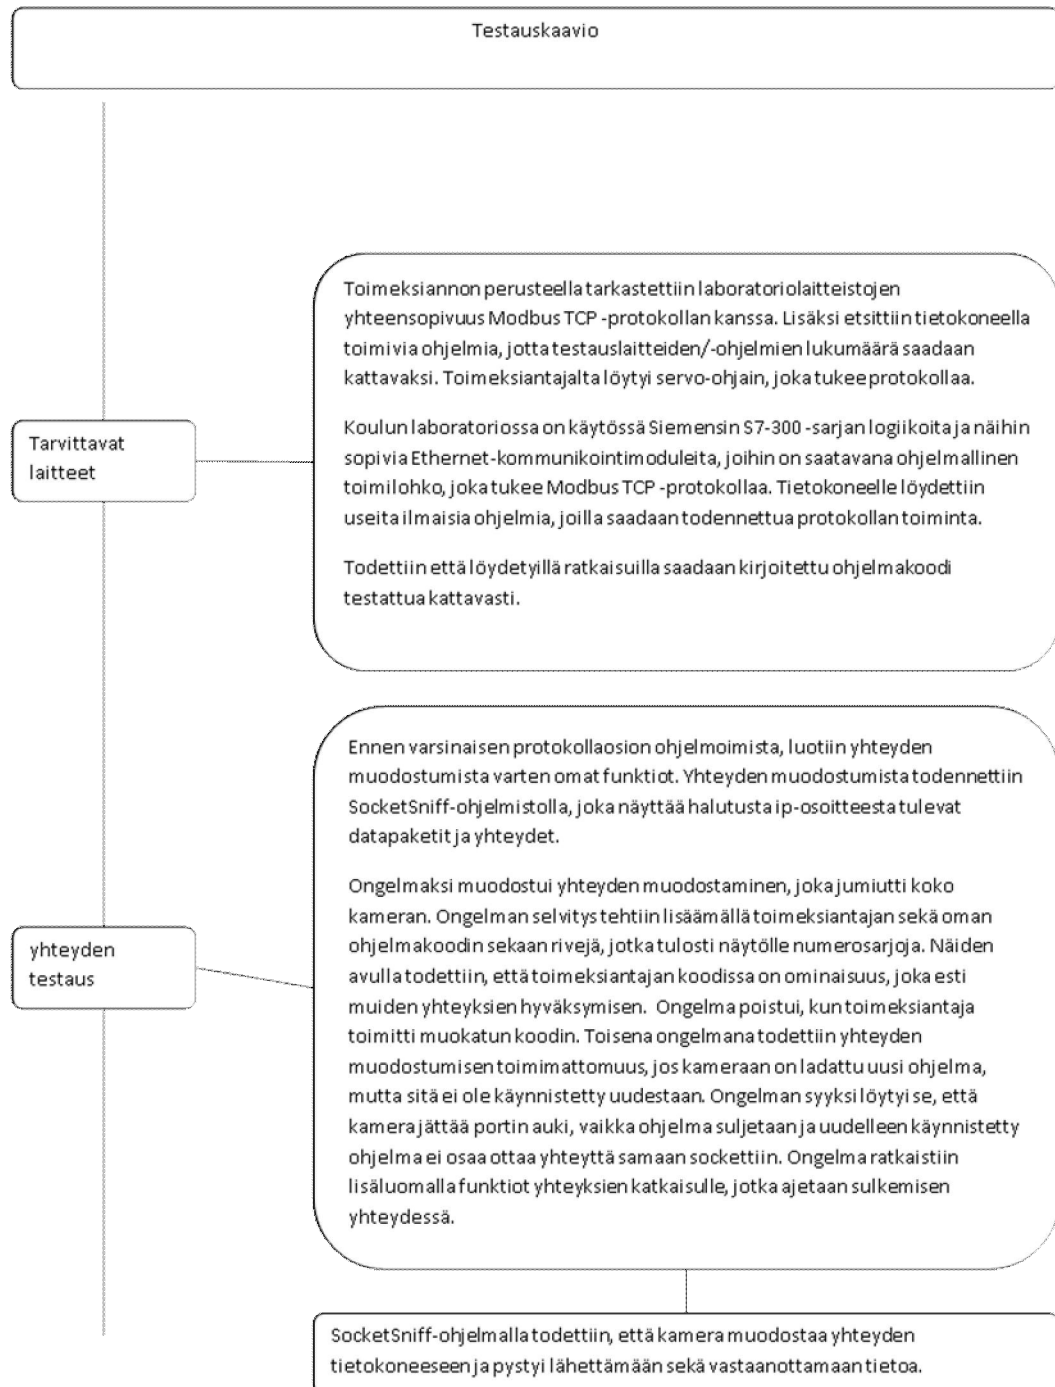 Testauskaavio
Toimeksiannon perusteella tarkastettiin laboratoriolaitteistojen
yhteensopivuus Modbus TCP -protokollan kanssa. Lisäksi etsittiin tietokoneella
toimivia ohjelmia, jotta testauslaitteiden/-ohjelmien lukumäärä saadaan
kattavaksi. Toimeksiantajalta löytyi servo-ohjain, joka tukee protokollaa.
Tarvittavat
laitteet
Koulun laboratoriossa on käytössä Siemensin S7-300 -sarjan logiikoita ja näihin
sopivia Ethernet-kommunikointimoduleita, joihin on saatavana ohjelmallinen
toimilohko, joka tukee Modbus TCP -protokollaa. Tietokoneelle löydettiin
useita ilmaisia ohjelmia, joilla saadaan todennettua protokollan toiminta.
Todettiin että löydetyillä ratkaisuilla saadaan kirjoitettu ohjelmakoodi
testattua kattavasti.
Ennen varsinaisen protokollaosion ohjelmoimista, luotiin yhteyden
muodostumista varten omat funktiot. Yhteyden muodostumista todennettiin
SocketSniff-ohjelmistolla, joka näyttää halutusta ip-osoitteesta tulevat
datapaketit ja yhteydet.
yhteyden
testaus
Ongelmaksi muodostui yhteyden muodostaminen, joka jumiutti koko
kameran. Ongelman selvitys tehtiin lisäämällä toimeksiantajan sekä oman
ohjelmakoodin sekaan rivejä, jotka tulosti näytölle numerosarjoja. Näiden
avulla todettiin, että toimeksiantajan koodissa on ominaisuus, joka esti
muiden yhteyksien hyväksymisen. Ongelma poistui, kun toimeksiantaja
toimitti muokatun koodin. Toisena ongelmana todettiin yhteyden
muodostumisen toimimattomuus, jos kameraan on ladattu uusi ohjelma,
mutta sitä ei ole käynnistetty uudestaan. Ongelman syyksi löytyi se, että
kamera jättää portin auki, vaikka ohjelma suljetaan ja uudelleen käynnistetty
ohjelma ei osaa ottaa yhteyttä samaan sockettiin. Ongelma ratkaistiin
lisäluomalla funktiot yhteyksien katkaisulle, jotka ajetaan sulkemisen
yhteydessä.
SocketSniff-ohjelmalla todettiin, että kamera muodostaa yhteyden
tietokoneeseen ja pystyi lähettämään sekä vastaanottamaan tietoa.